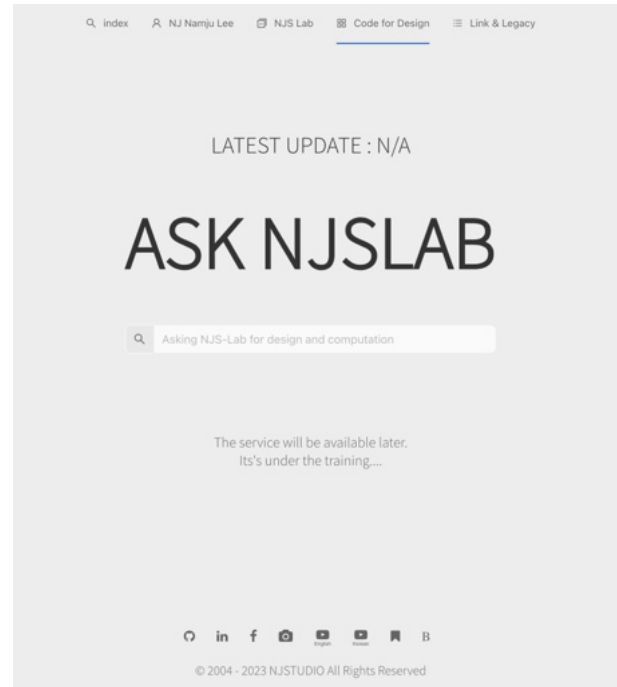 index NJ Namju Lee NJS Lab Code for Design Link & Legacy
LATEST UPDATE : N/A
ASK NJSLAB
Asking NJS-Lab for design and computation
The service will be available later.
Its's under the training....
in f B
English Korean
© 2004 - 2023 NJSTUDIO All Rights Reserved